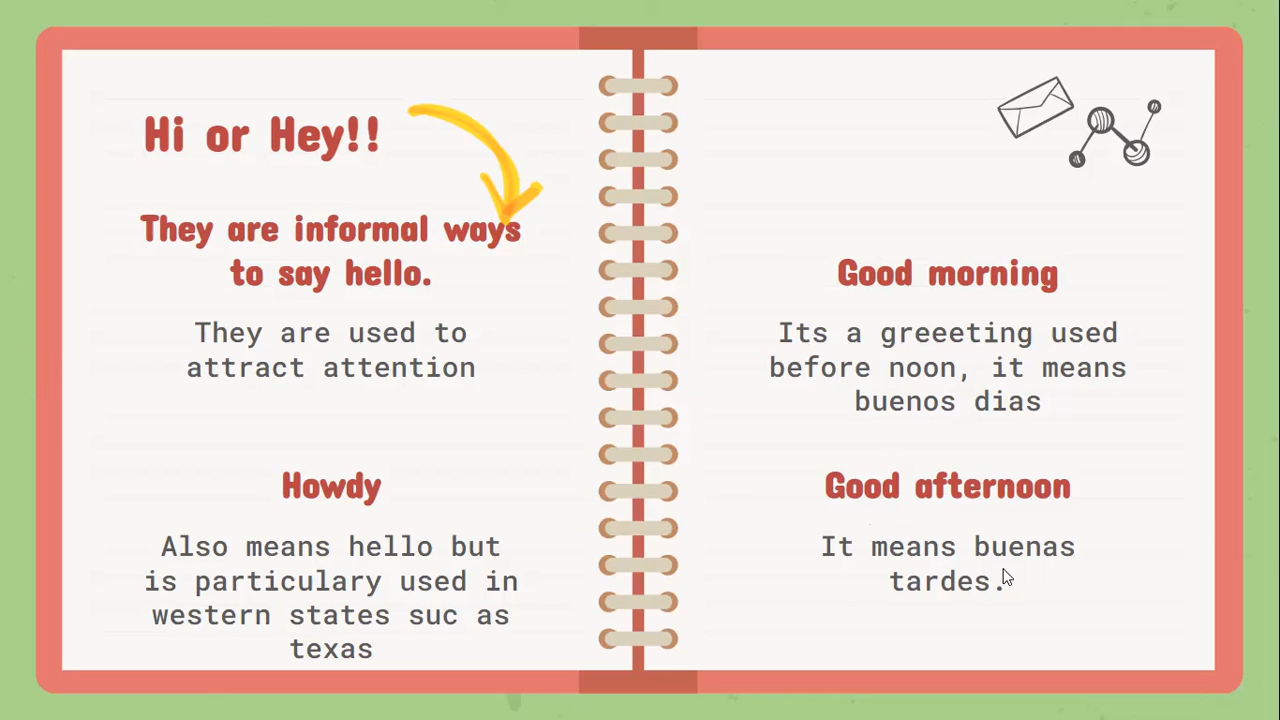 Hi or Hey!!
They are informal ways
to say hello.
They are used to
attract attention
Howdy
Also means hello but
is particulary used in
western states suc as
texas
Good morning
Its a greeeting used
before noon, it means
buenos dias
Good afternoon
It means buenas
tardes.